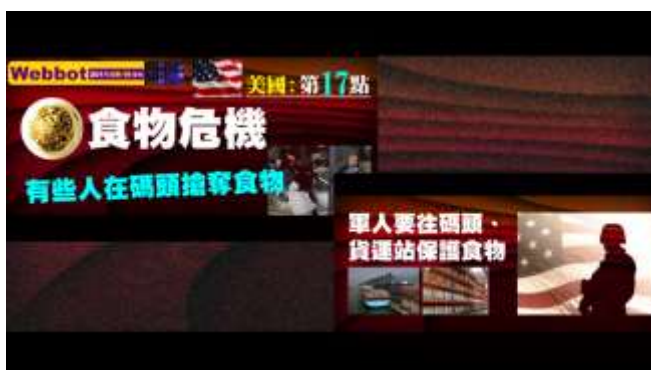 Webbot
美國:第17點
食物危機
有些人在碼頭搶奪食物
軍人要往碼頭、
貨運站保護食物